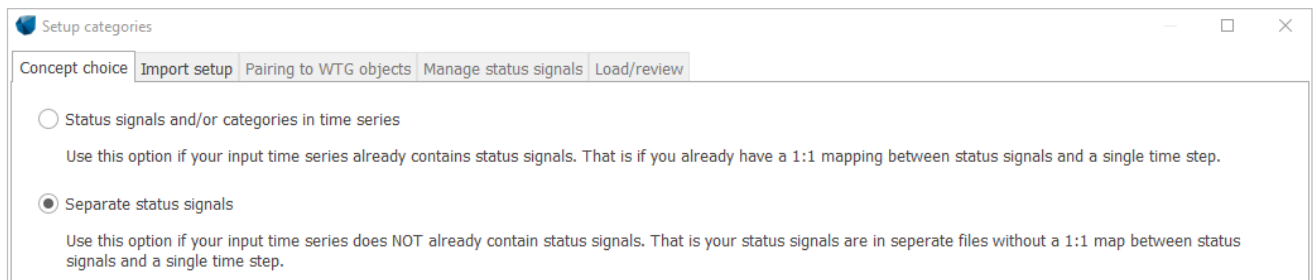 Setup categories
Concept choice Import setup Pairing to WTG objects Manage status signals Load/review
Status signals and/or categories in time series
Use this option if your input time series already contains status signals. That is if you already have a 1:1 mapping between status signals and a single time step.
Separate status signals
Use this option if your input time series does NOT already contain status signals. That is your status signals are in seperate files without a 1:1 map between status
signals and a single time step.